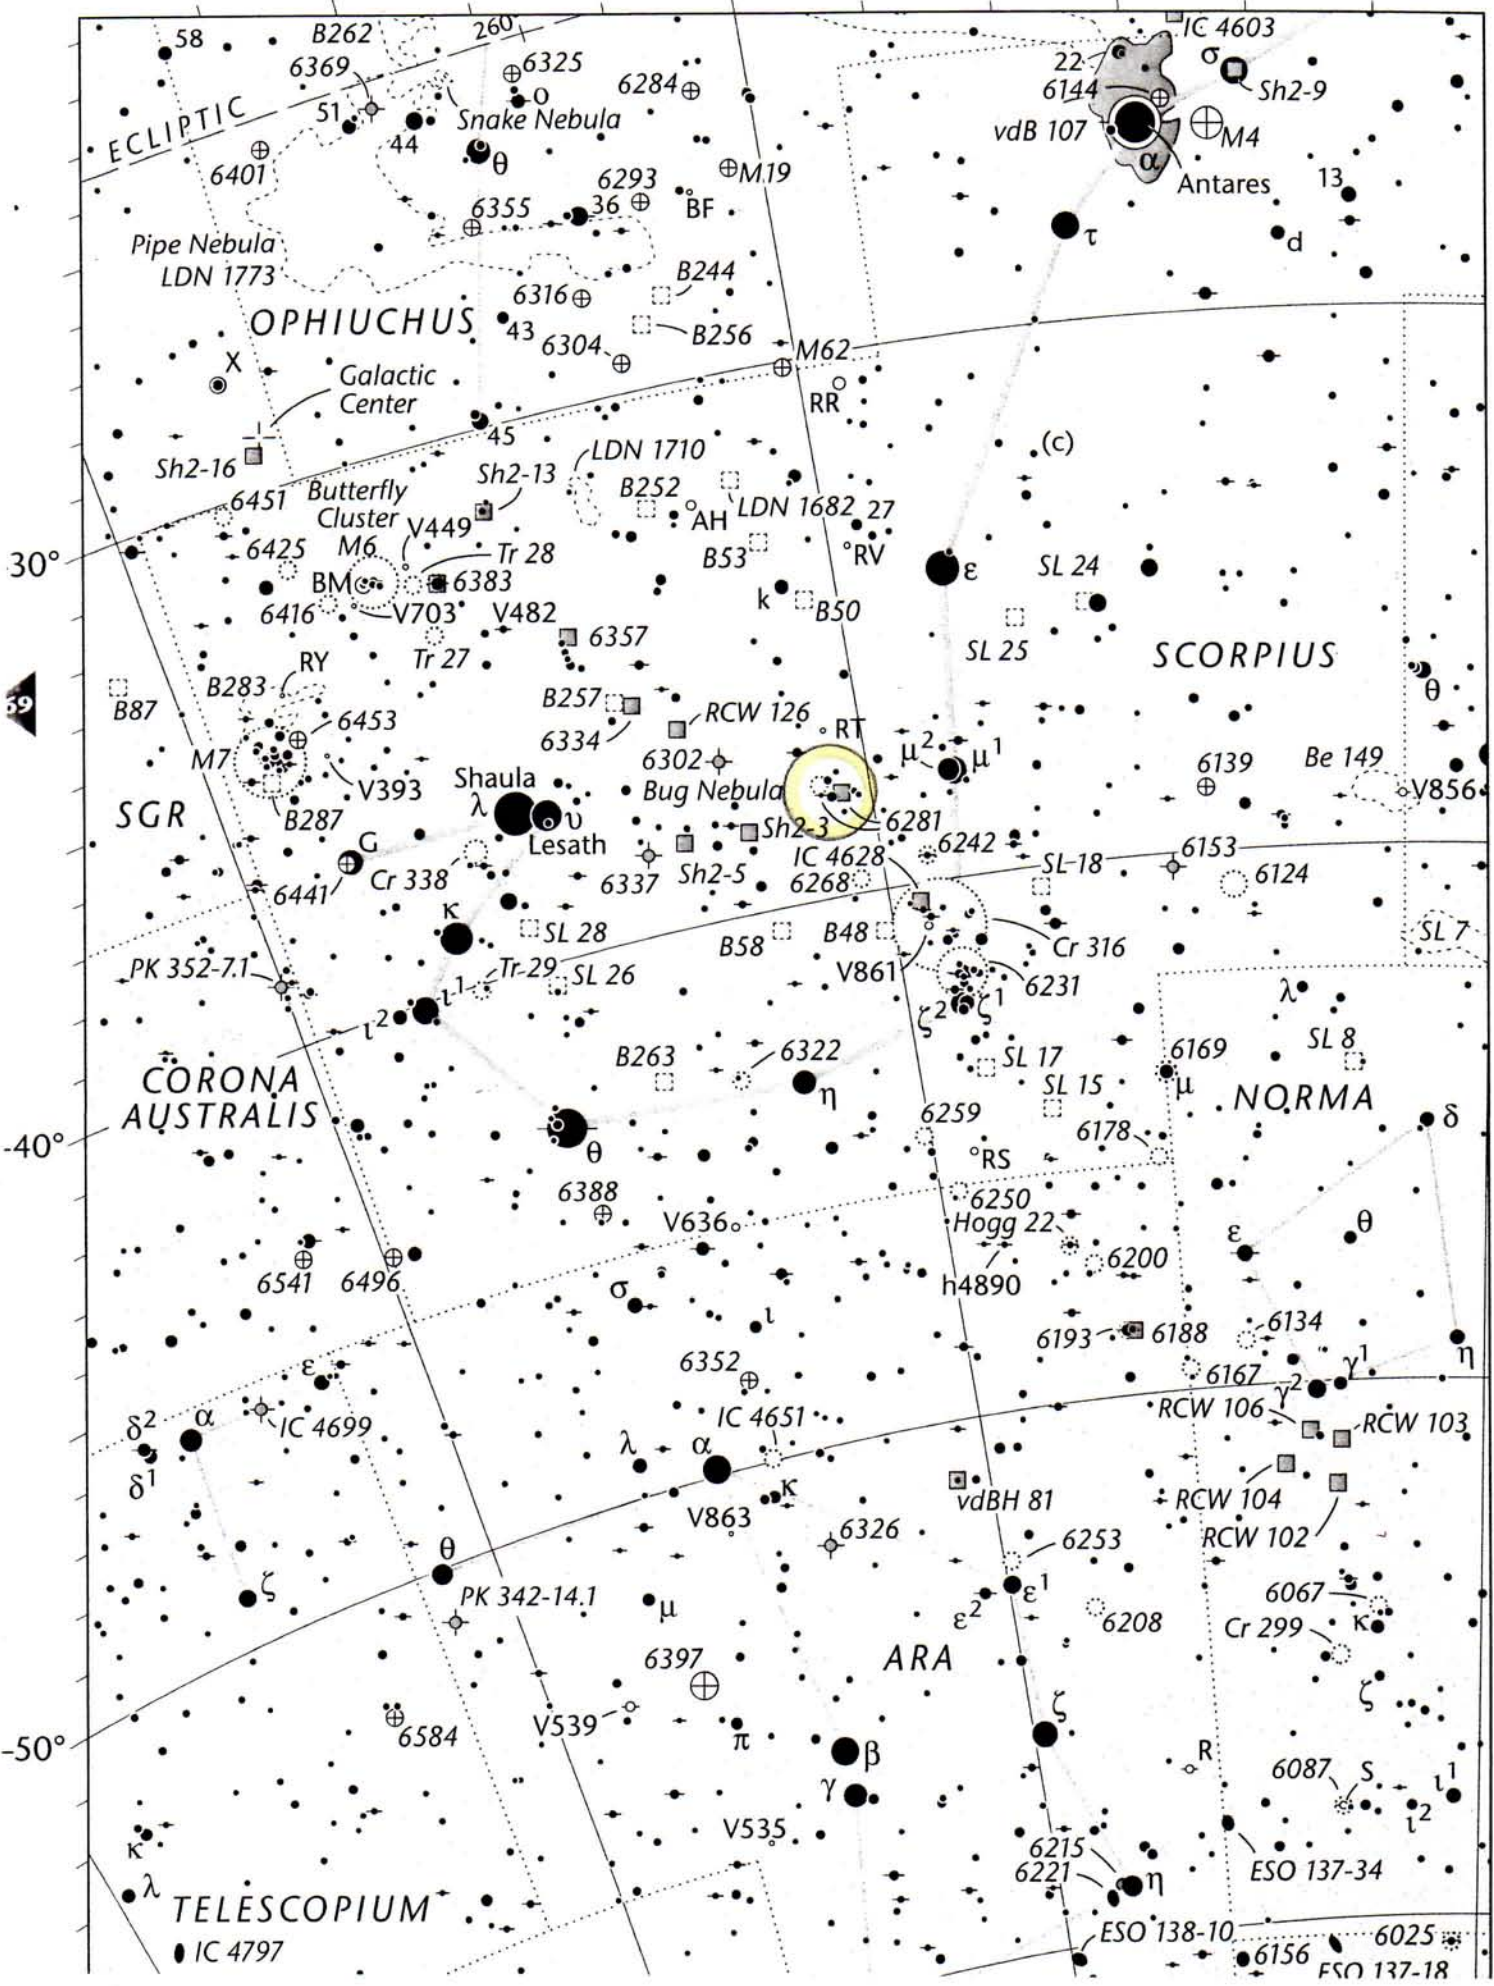 58
B262
260
6325
IC 4603
6369
6284
22
σ
6144
Sh2-9
ο
51
44
Snake Nebula
ECLIPTIC
vdB 107
M4
6401
θ
M19
α
Antares
13
6293
BF
6355
36
τ
d
Pipe Nebula
LDN 1773
B244
6316
OPHIUCHUS
43
B256
6304
M62
X
Galactic
Center
RR
45
(c)
Sh2-16
LDN 1710
Sh2-13
6451
Butterfly
Cluster
B252
AH
LDN 1682
27
V449
M6
6425
Tr 28
B53
RV
30°
BM
6383
ε
SL 24
k
B50
6416
V703
V482
6357
Tr 27
SL 25
SCORPIUS
RY
B283
B87
B257
θ
59
6453
RCW 126
RT
6334
M7
6302
μ2
μ1
6139
Be 149
Shaula
Bug Nebula
V393
λ
υ
V856
SGR
B287
Lesath
Sh2-3
6281
G
6242
IC 4628
SL 18
6153
6441
Cr 338
6337
Sh2-5
6268
6124
κ
SL 28
B58
B48
Cr 316
SL 7
PK 352-7.1
Tr 29
SL 26
V861
6231
ι1
λ
ι2
ζ2
ζ1
B263
6322
SL 17
6169
SL 8
CORONA
AUSTRALIS
SL 15
μ
NORMA
η
δ
-40°
6259
6178
θ
RS
6388
6250
V636
Hogg 22
ε
θ
6541
6496
6200
h4890
σ
ι
6193
6188
6134
6352
ε
6167
γ1
η
γ2
IC 4651
RCW 106
RCW 103
δ2
α
IC 4699
λ
α
δ1
κ
vdBH 81
RCW 104
V863
6326
RCW 102
6253
θ
ζ
PK 342-14.1
ε1
6067
μ
ε2
6208
κ
Cr 299
6397
ARA
ζ
V539
6584
π
ζ
-50°
β
R
6087
S
ι1
γ
ι2
V535
κ
6215
6221
η
ESO 137-34
λ
TELESCOPIUM
ESO 138-10
IC 4797
6156
6025
ESO 137-18